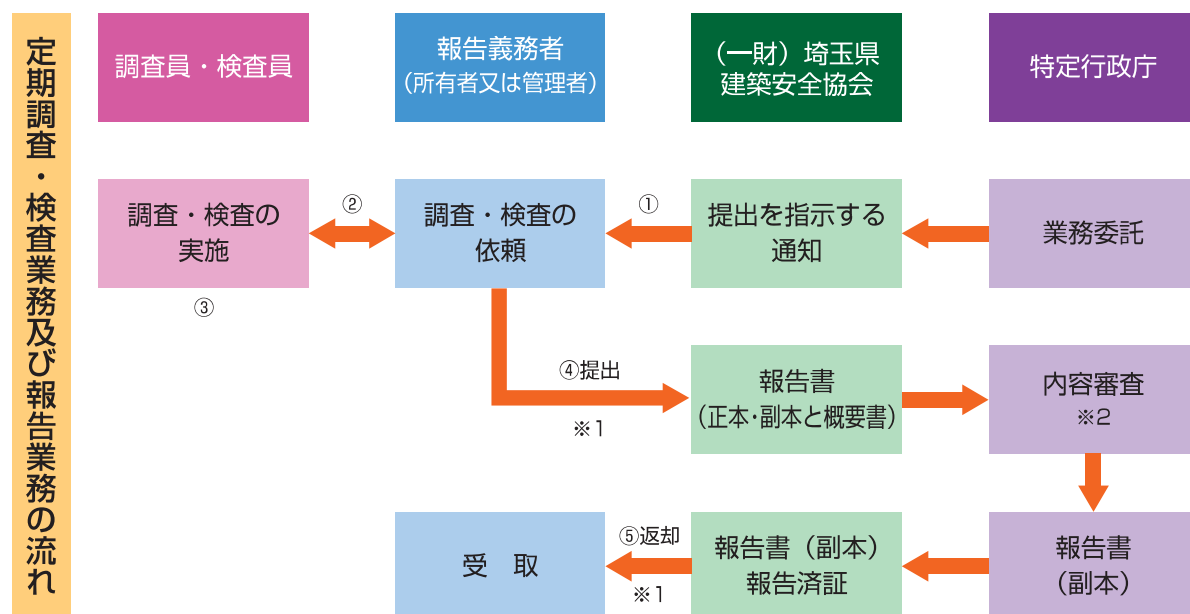 定期調査・検査業務及び報告業務の流れ
調査員・検査員
報告義務者
（所有者又は管理者）
（一財）埼玉県
建築安全協会
特定行政庁
調査・検査の
実施
②
調査・検査の
依頼
①
提出を指示する
通知
業務委託
③
④提出
※1
報告書
（正本・副本と概要書）
内容審査
※2
受　取
⑤返却
※1
報告書（副本）
報告済証
報告書
（副本）